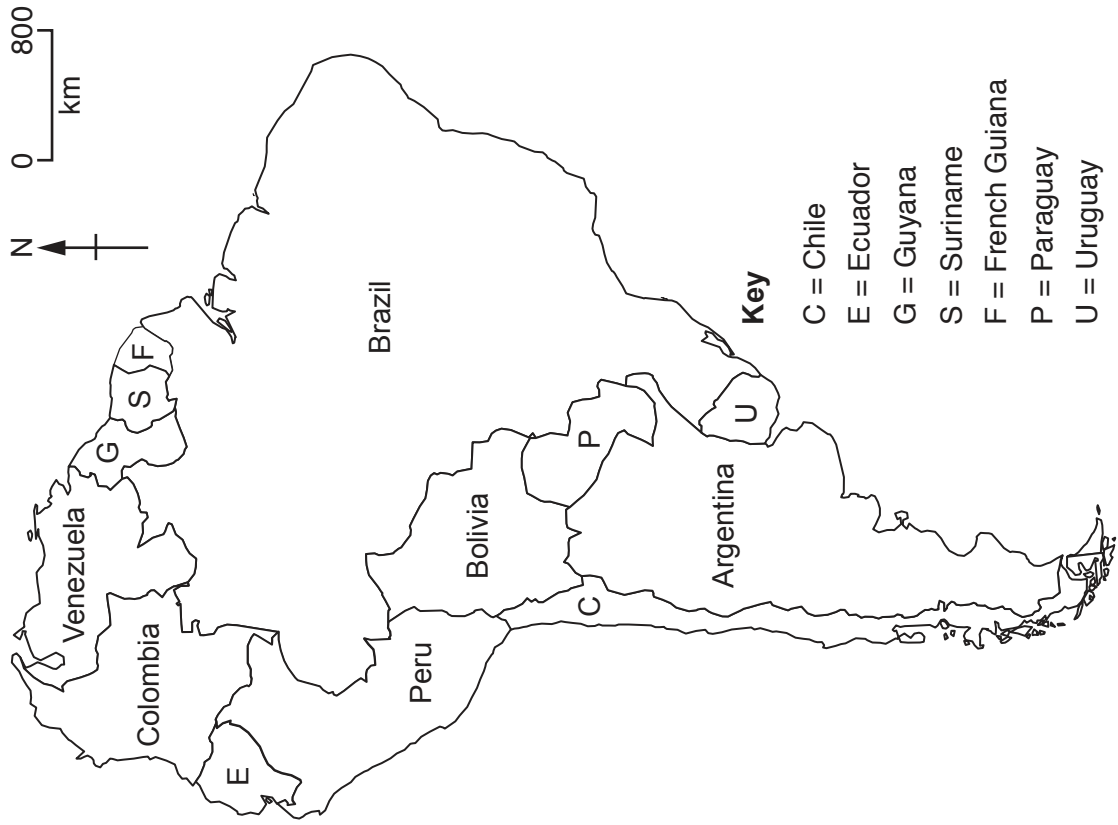 N
0 800
km
Venezuela
Colombia
G
S
F
E
Brazil
Peru
Bolivia
P
C
Argentina
U
Key
C = Chile
E = Ecuador
G = Guyana
S = Suriname
F = French Guiana
P = Paraguay
U = Uruguay